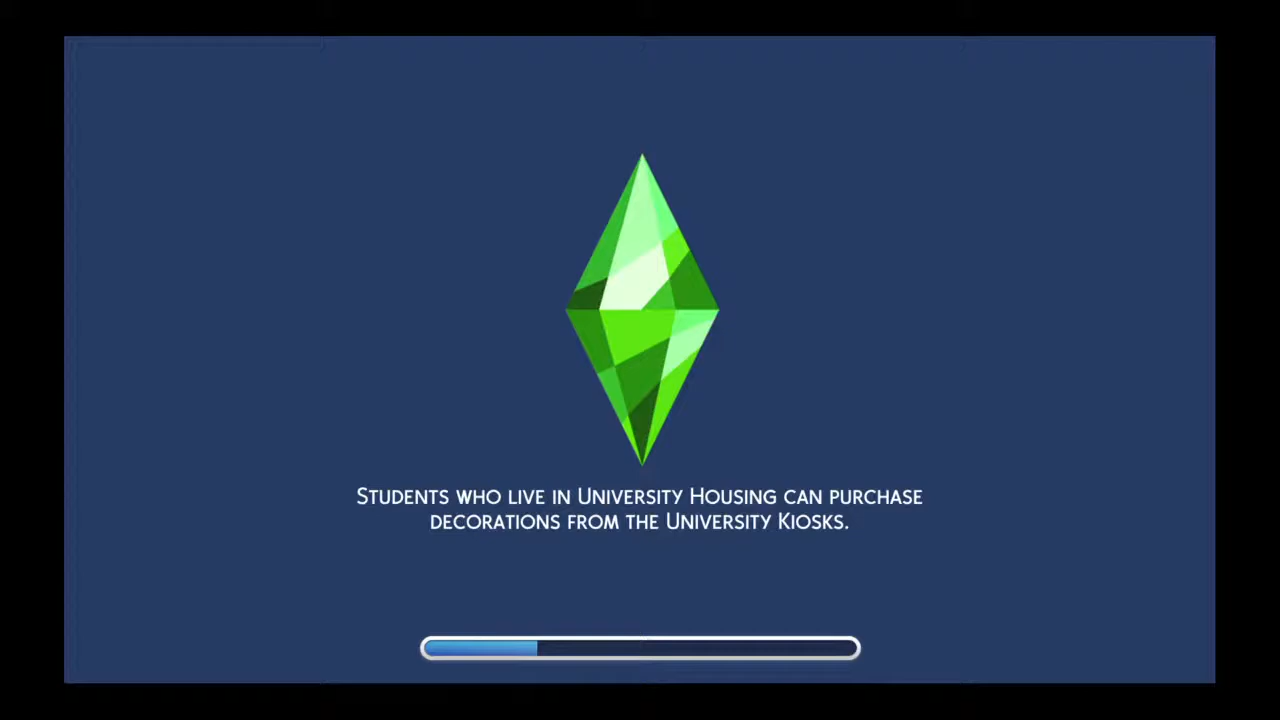 Students who live in University Housing can purchase
decorations from the University Kiosks.